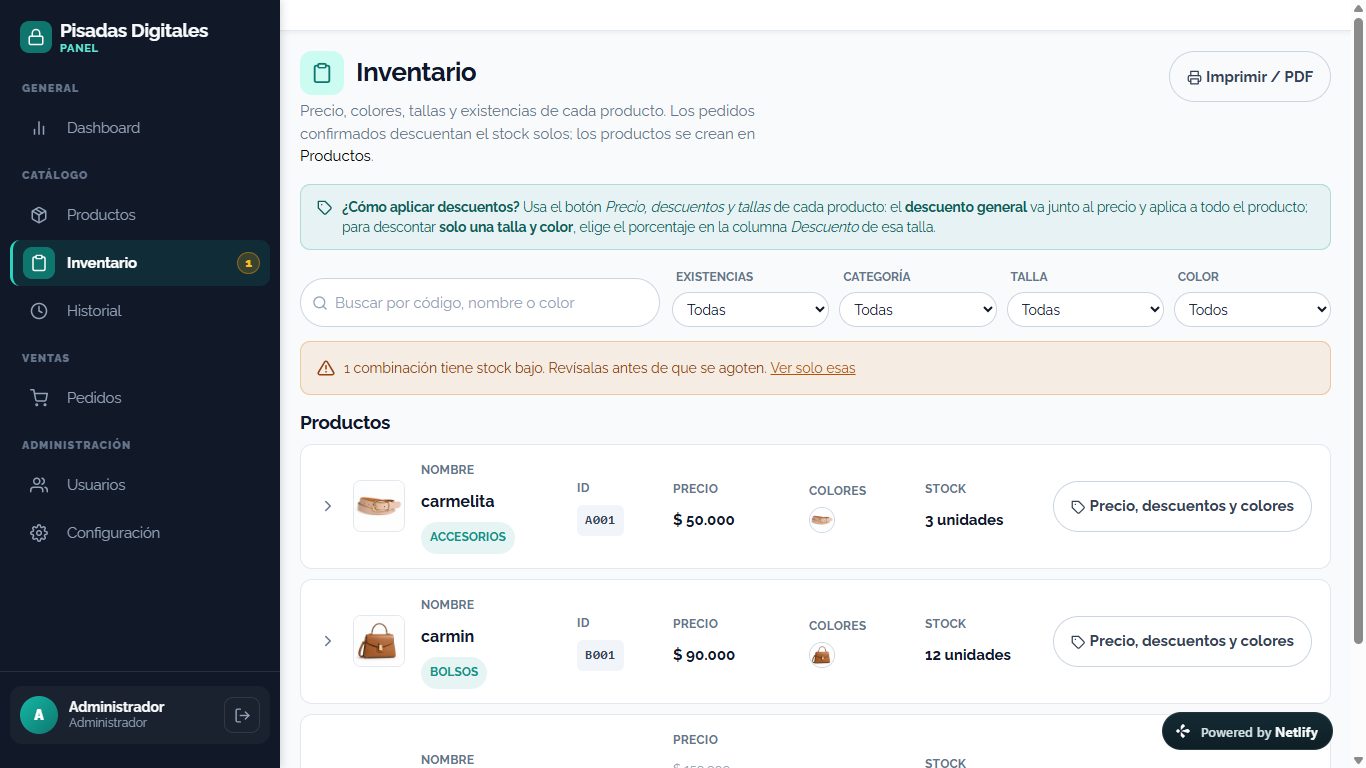 Pisadas Digitales
PANEL
GENERAL
Dashboard
CATÁLOGO
Productos
Inventario
1
Historial
VENTAS
Pedidos
ADMINISTRACIÓN
Usuarios
Configuración
A
Administrador
Administrador
Inventario
Imprimir / PDF
Precio, colores, tallas y existencias de cada producto. Los pedidos
confirmados descuentan el stock solos; los productos se crean en
Productos.
¿Cómo aplicar descuentos? Usa el botón Precio, descuentos y tallas de cada producto: el descuento general va junto al precio y aplica a todo el producto;
para descontar solo una talla y color, elige el porcentaje en la columna Descuento de esa talla.
Buscar por código, nombre o color
EXISTENCIAS
Todas
CATEGORÍA
Todas
TALLA
Todas
COLOR
Todos
1 combinación tiene stock bajo. Revísalas antes de que se agoten. Ver solo esas
Productos
NOMBRE
carmelita
ACCESORIOS
ID
A001
PRECIO
$ 50.000
COLORES
STOCK
3 unidades
Precio, descuentos y colores
NOMBRE
carmin
BOLSOS
ID
B001
PRECIO
$ 90.000
COLORES
STOCK
12 unidades
Precio, descuentos y colores
NOMBRE
PRECIO
STOCK
Powered by Netlify